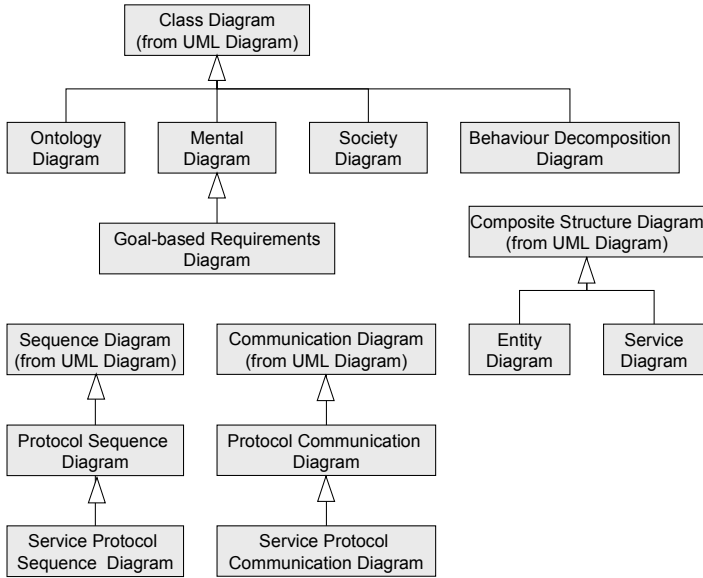 Class Diagram
(from UML Diagram)
Ontology
Diagram
Mental
Diagram
Society
Diagram
Behaviour Decomposition
Diagram
Goal-based Requirements
Diagram
Composite Structure Diagram
(from UML Diagram)
Entity
Diagram
Service
Diagram
Sequence Diagram
(from UML Diagram)
Communication Diagram
(from UML Diagram)
Protocol Sequence
Diagram
Protocol Communication
Diagram
Service Protocol
Sequence Diagram
Service Protocol
Communication Diagram